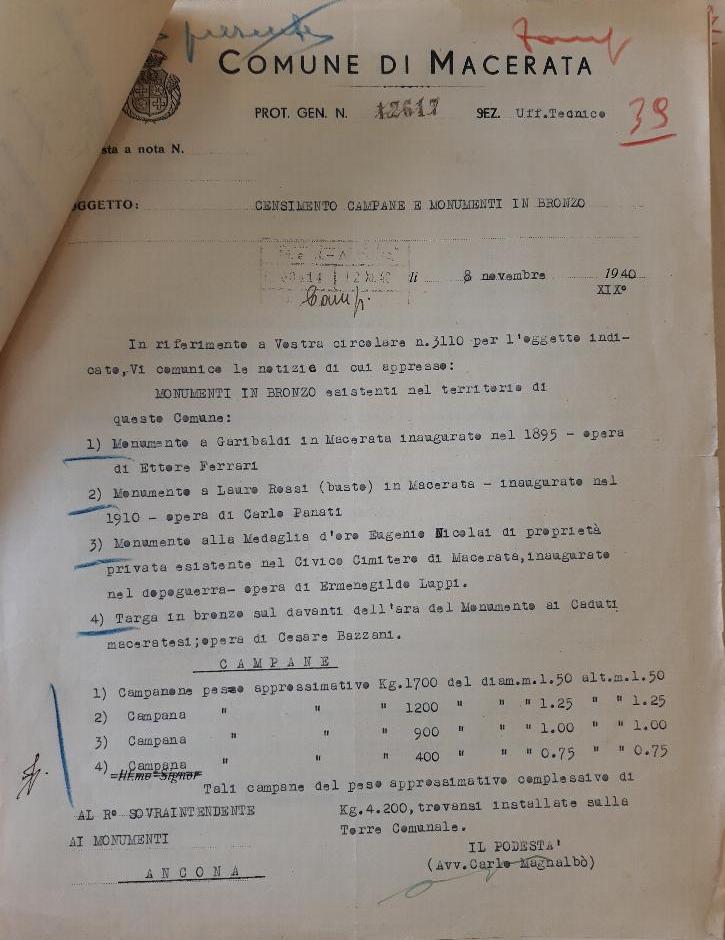 COMUNE DI MACERATA
PROT. GEN. N. 12617 SEZ. Uff.Tecnico 39
sta a nota N.
GGETTO: CENSIMENTO CAMPANE E MONUMENTI IN BRONZO
lì 8 novembre 1940
XIX°
In riferimento a Vostra circolare n.3110 per l'oggetto indi-
cato,Vi comunico le notizie di cui appresso:
MONUMENTI IN BRONZO esistenti nel territorio di
questo Comune:
1) Monumento a Garibaldi in Macerata inaugurato nel 1895 - opera
di Ettore Ferrari
2) Monumento a Lauro Rossi (busto) in Macerata - inaugurato nel
1910 - opera di Carlo Panati
3) Monumento alla Medaglia d'oro Eugenio Nicolai di proprietà
privata esistente nel Civico Cimitero di Macerata,inaugurato
nel dopoguerra- opera di Ermenegildo Luppi.
4) Targa in bronzo sul davanti dell'ara del Monumento ai Caduti
maceratesi;opera di Cesare Bazzani.
CAMPANE
1) Campanone peso approssimativo Kg.1700 del diam.m.1.50 alt.m.1.50
2) Campana " " " 1200 " " " 1.25 " " 1.25
3) Campana " " " 900 " " " 1.00 " " 1.00
4) Campana " " " 400 " " " 0.75 " " 0.75
Tali campane del peso approssimativo complessivo di
Kg.4.200,trovansi installate sulla
Torre Comunale.
AL R° SOVRAINTENDENTE
AI MONUMENTI
ANCONA
IL PODESTA'
(Avv.Carlo Magnalbò)